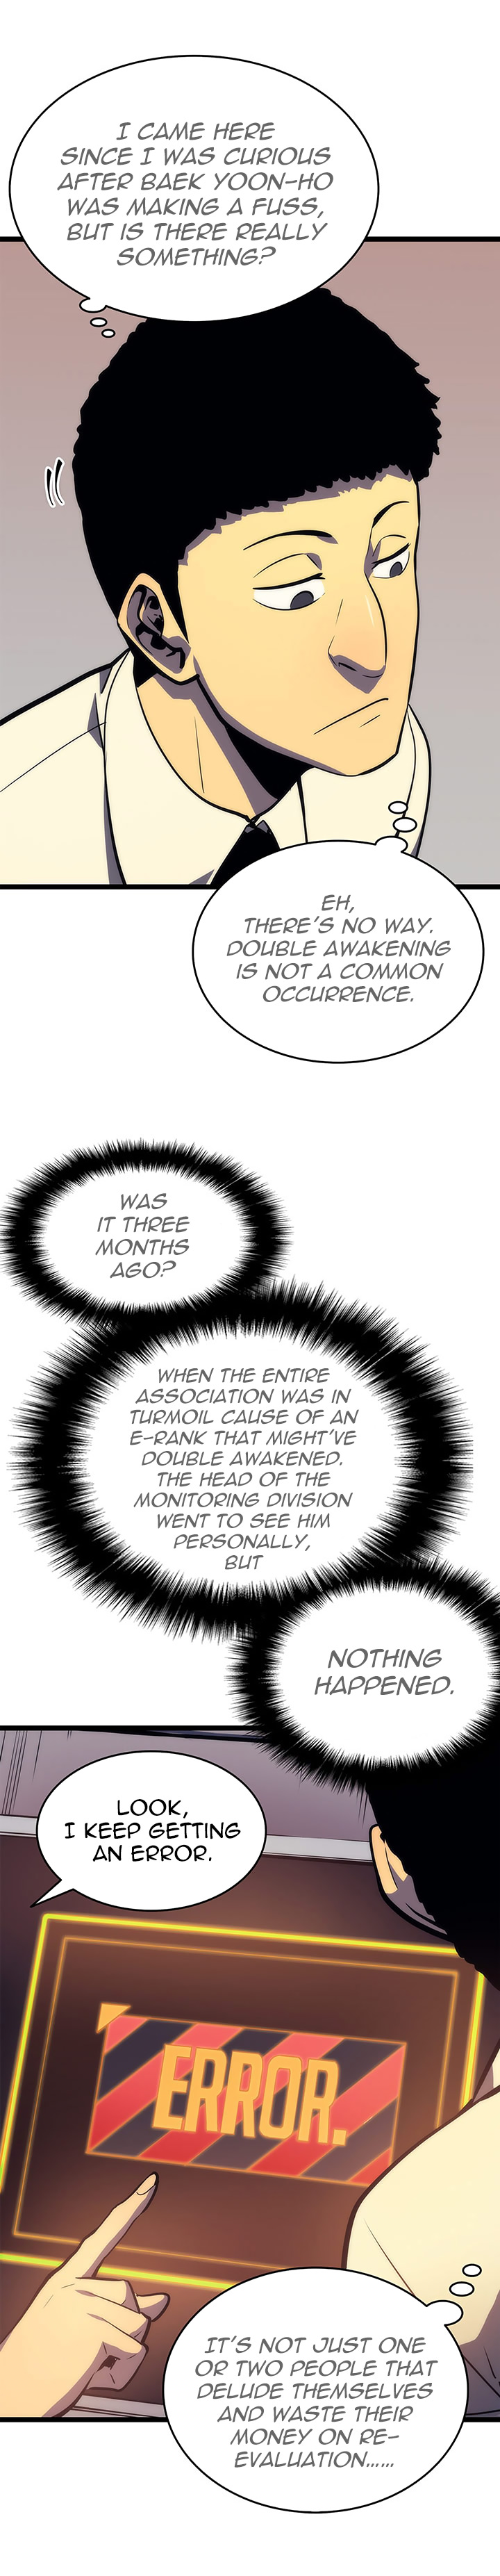 I CAME HERE
SINCE I WAS CURIOUS
AFTER BAEK YOON-HO
WAS MAKING A FUSS,
BUT IS THERE REALLY
SOMETHING?
EH,
THERE'S NO WAY.
DOUBLE AWAKENING
IS NOT A COMMON
OCCURRENCE.
WAS
IT THREE
MONTHS
AGO?
WHEN THE ENTIRE
ASSOCIATION WAS IN
TURMOIL CAUSE OF AN
E-RANK THAT MIGHT'VE
DOUBLE AWAKENED.
THE HEAD OF THE
MONITORING DIVISION
WENT TO SEE HIM
PERSONALLY,
BUT
NOTHING
HAPPENED.
LOOK,
I KEEP GETTING
AN ERROR.
ERROR.
IT'S NOT JUST ONE
OR TWO PEOPLE THAT
DELUDE THEMSELVES
AND WASTE THEIR
MONEY ON RE-
EVALUATION......